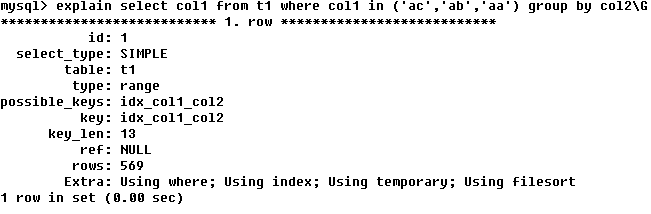 mysql> explain select col1 from t1 where col1 in ('ac','ab','aa') group by col2\G
*************************** 1. row ***************************
id: 1
select_type: SIMPLE
table: t1
type: range
possible_keys: idx_col1_col2
key: idx_col1_col2
key_len: 13
ref: NULL
rows: 569
Extra: Using where; Using index; Using temporary; Using filesort
1 row in set (0.00 sec)